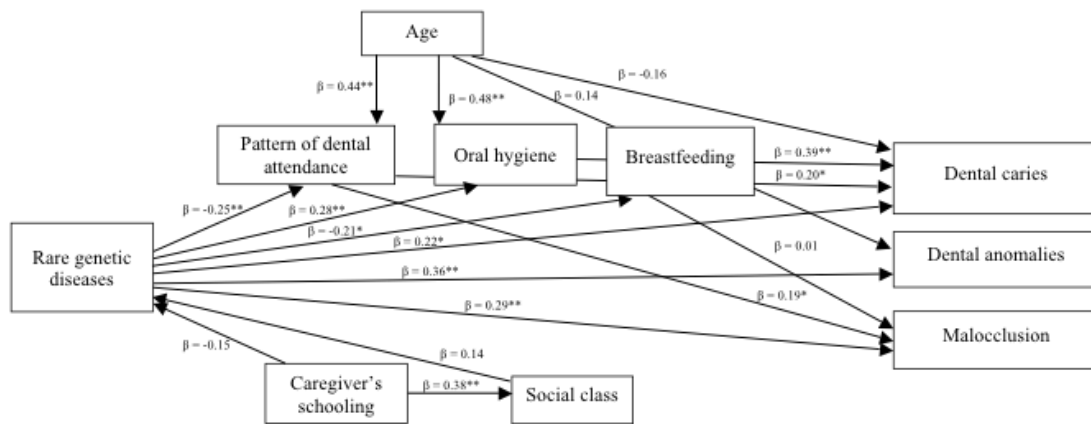 Age
β = 0.44**
β = 0.48**
β = 0.14
β = -0.16
Pattern of dental
attendance
Oral hygiene
Breastfeeding
β = 0.39**
β = 0.20*
Dental caries
β = -0.25**
β = 0.28**
β = -0.21*
β = 0.22*
β = 0.01
Rare genetic
diseases
Dental anomalies
β = 0.36**
β = 0.29**
β = 0.19*
Malocclusion
β = -0.15
β = 0.14
Caregiver's
schooling
β = 0.38**
Social class